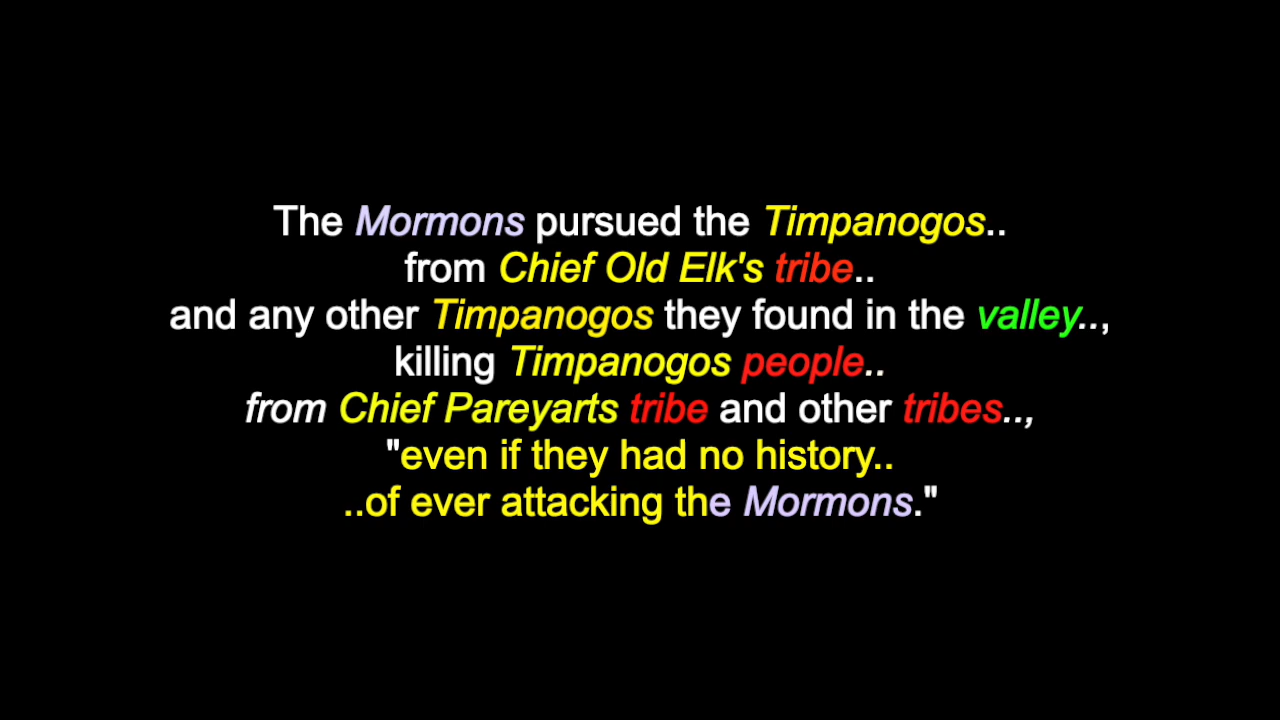 The Mormons pursued the Timpanogos..
from Chief Old Elk's tribe..
and any other Timpanogos they found in the valley..,
killing Timpanogos people..
from Chief Pareyarts tribe and other tribes..,
"even if they had no history..
..of ever attacking the Mormons."